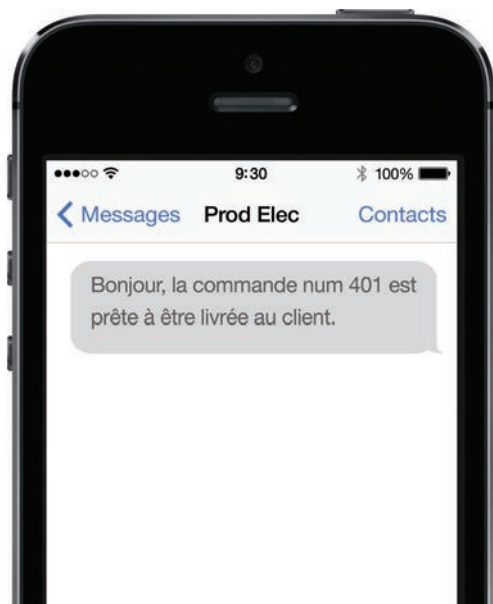 9:30 100%
Messages Prod Elec Contacts
Bonjour, la commande num 401 est
prête à être livrée au client.